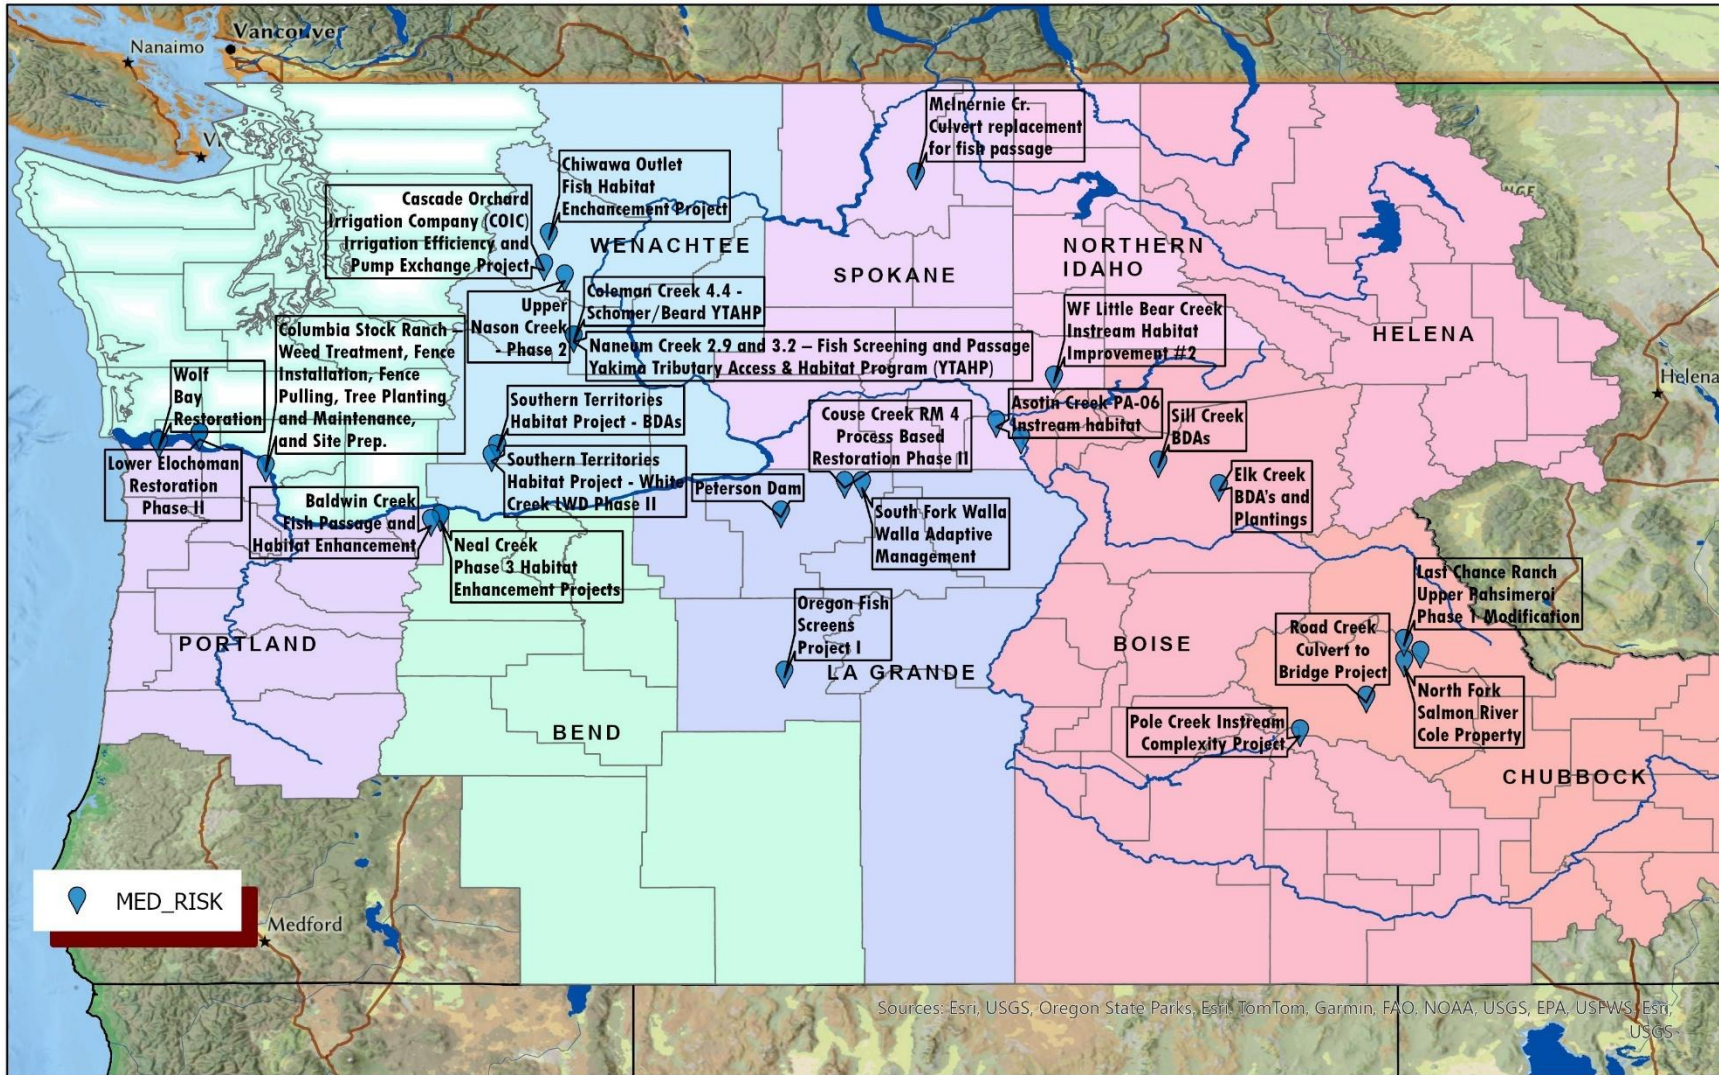 Nanaimo
Vancouver
McInernie Cr.
Culvert replacement
for fish passage
Chiwawa Outlet
Fish Habitat
Enchancement Project
Cascade Orchard
Irrigation Company (COIC)
Irrigation Efficiency and
Pump Exchange Project
WENACHTEE
SPOKANE
NORTHERN
IDAHO
HELENA
Helena
Upper
Nason Creek
- Phase 2
Coleman Creek 4.4 -
Schomer/Beard YTAHP
Naneum Creek 2.9 and 3.2 – Fish Screening and Passage
Yakima Tributary Access & Habitat Program (YTAHP)
WF Little Bear Creek
Instream Habitat
Improvement #2
Columbia Stock Ranch –
Weed Treatment, Fence
Installation, Fence
Pulling, Tree Planting
and Maintenance,
and Site Prep.
Wolf
Bay
Restoration
Lower Elochoman
Restoration
Phase II
Southern Territories
Habitat Project - BDAs
Southern Territories
Habitat Project - White
Creek LWD Phase II
Couse Creek RM 4
Process Based
Restoration Phase II
Asotin Creek PA-06
Instream habitat
Sill Creek
BDAs
Elk Creek
BDA's and
Plantings
Peterson Dam
South Fork Walla
Walla Adaptive
Management
Baldwin Creek
Fish Passage and
Habitat Enhancement
Neal Creek
Phase 3 Habitat
Enhancement Projects
Oregon Fish
Screens
Project I
Last Chance Ranch
Upper Pahsimeroi
Phase 1 Modification
Road Creek
Culvert to
Bridge Project
North Fork
Salmon River
Cole Property
Pole Creek Instream
Complexity Project
PORTLAND
BEND
LA GRANDE
BOISE
CHUBBOCK
MED_RISK
Medford
Sources: Esri, USGS, Oregon State Parks, Esri, TomTom, Garmin, FAO, NOAA, USGS, EPA, USFWS, Esri,
USGS